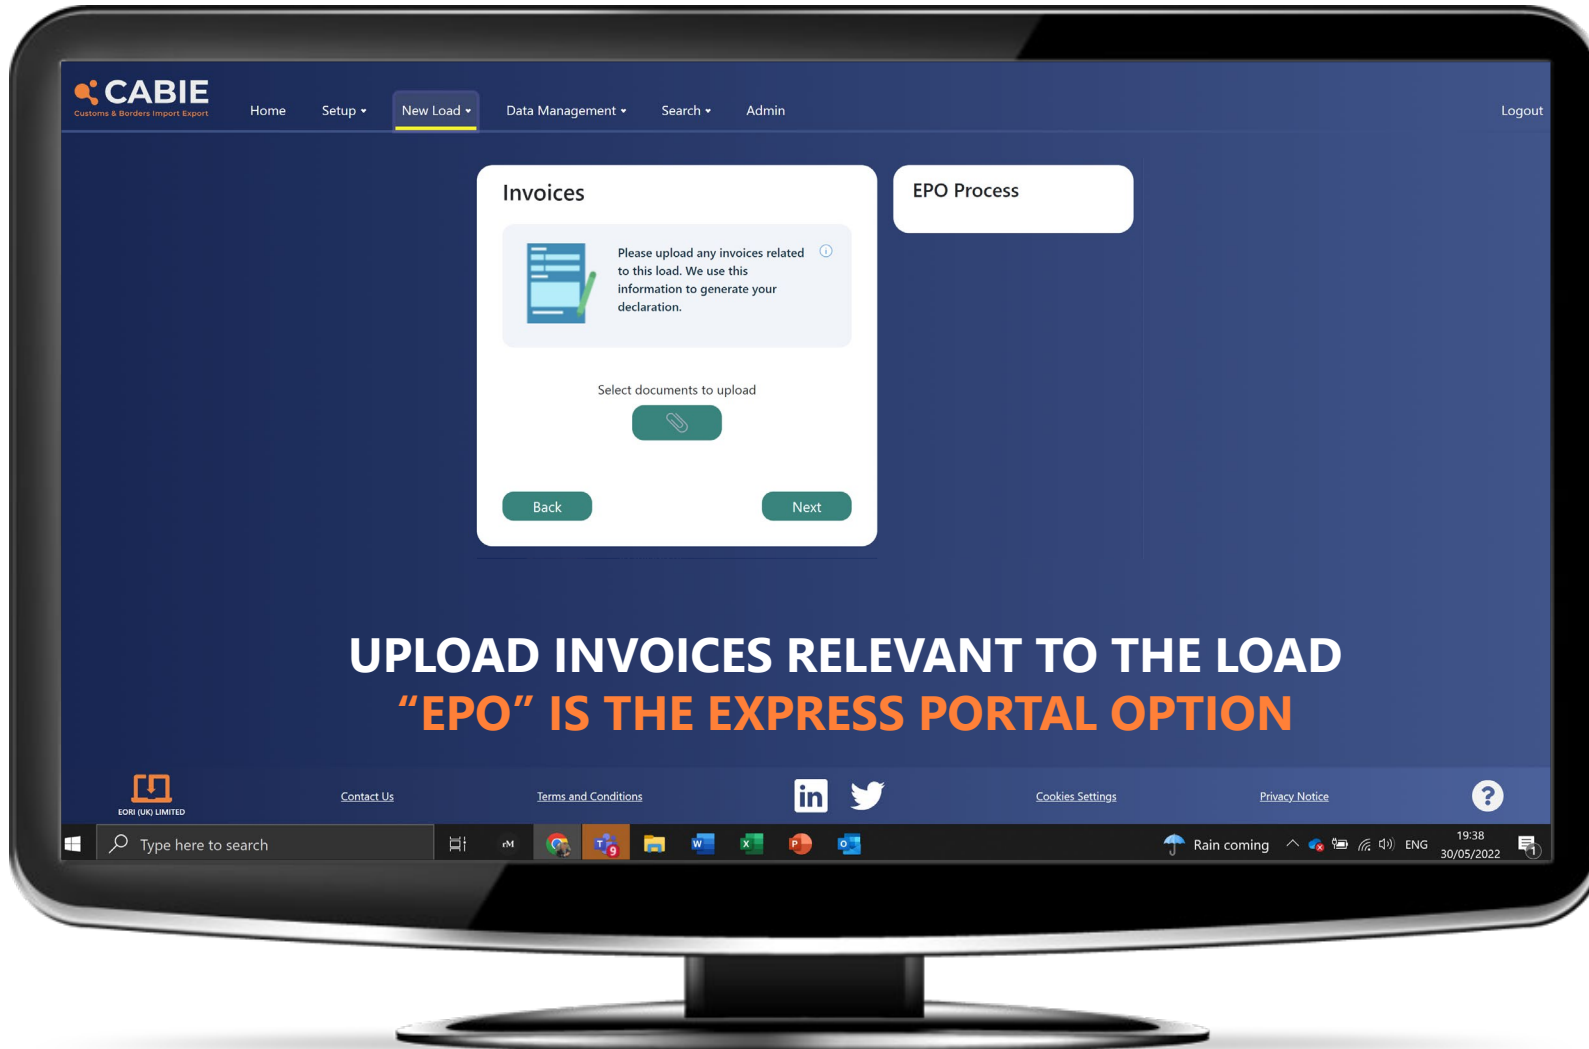 CABIE
Customs & Borders Import Export
Home Setup New Load Data Management Search Admin Logout
Invoices
Please upload any invoices related
to this load. We use this
information to generate your
declaration.
Select documents to upload
Back Next
EPO Process
UPLOAD INVOICES RELEVANT TO THE LOAD
“EPO” IS THE EXPRESS PORTAL OPTION
EORI (UK) LIMITED
Contact Us Terms and Conditions in Cookies Settings Privacy Notice ?
Type here to search rM T 9 W X P O Rain coming ENG 19:38
30/05/2022 1